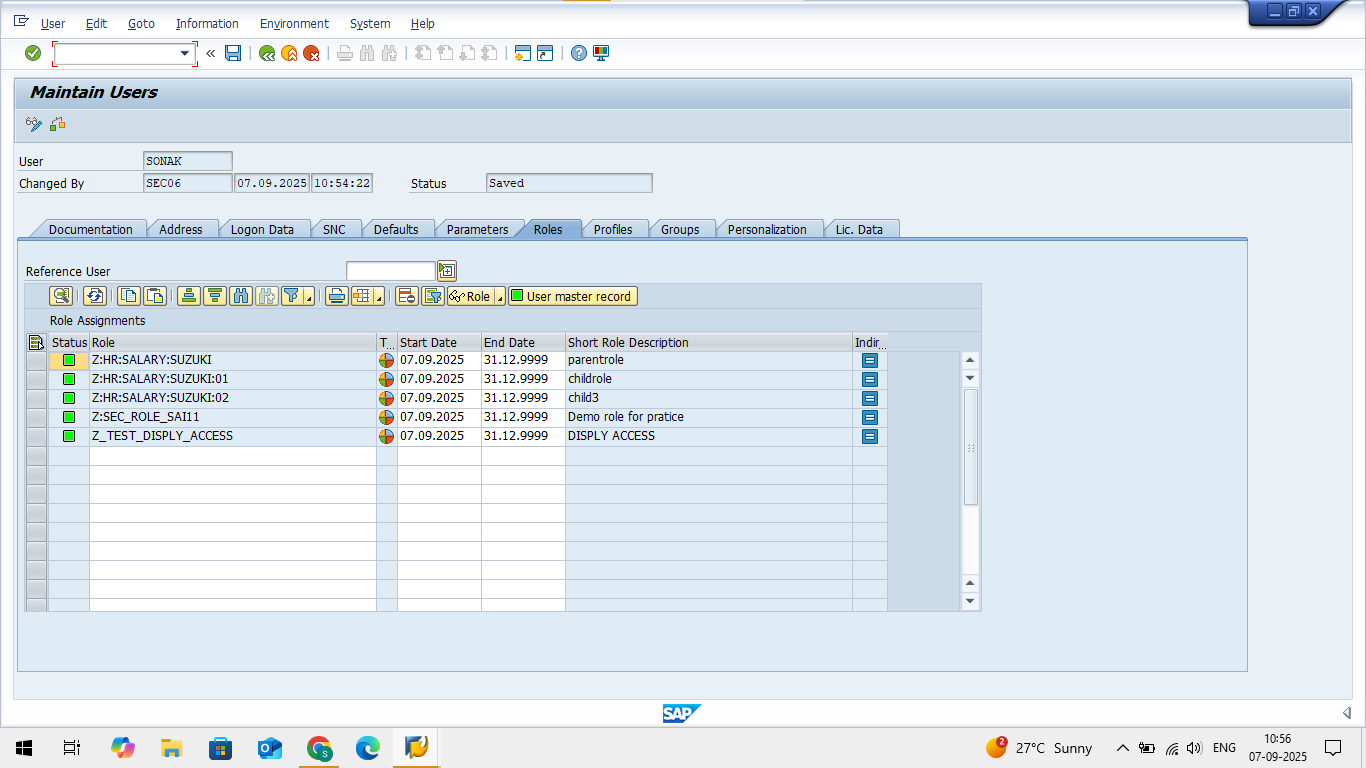 User Edit Goto Information Environment System Help
Maintain Users
User SONAK
Changed By SEC06 07.09.2025 10:54:22 Status Saved
Documentation Address Logon Data SNC Defaults Parameters Roles Profiles Groups Personalization Lic. Data
Reference User
Role User master record
Role Assignments
Status Role T... Start Date End Date Short Role Description Indir...
Z:HR:SALARY:SUZUKI 07.09.2025 31.12.9999 parentrole
Z:HR:SALARY:SUZUKI:01 07.09.2025 31.12.9999 childrole
Z:HR:SALARY:SUZUKI:02 07.09.2025 31.12.9999 child3
Z:SEC_ROLE_SAI11 07.09.2025 31.12.9999 Demo role for pratice
Z_TEST_DISPLY_ACCESS 07.09.2025 31.12.9999 DISPLY ACCESS
SAP
2 27°C Sunny ENG 10:56
07-09-2025